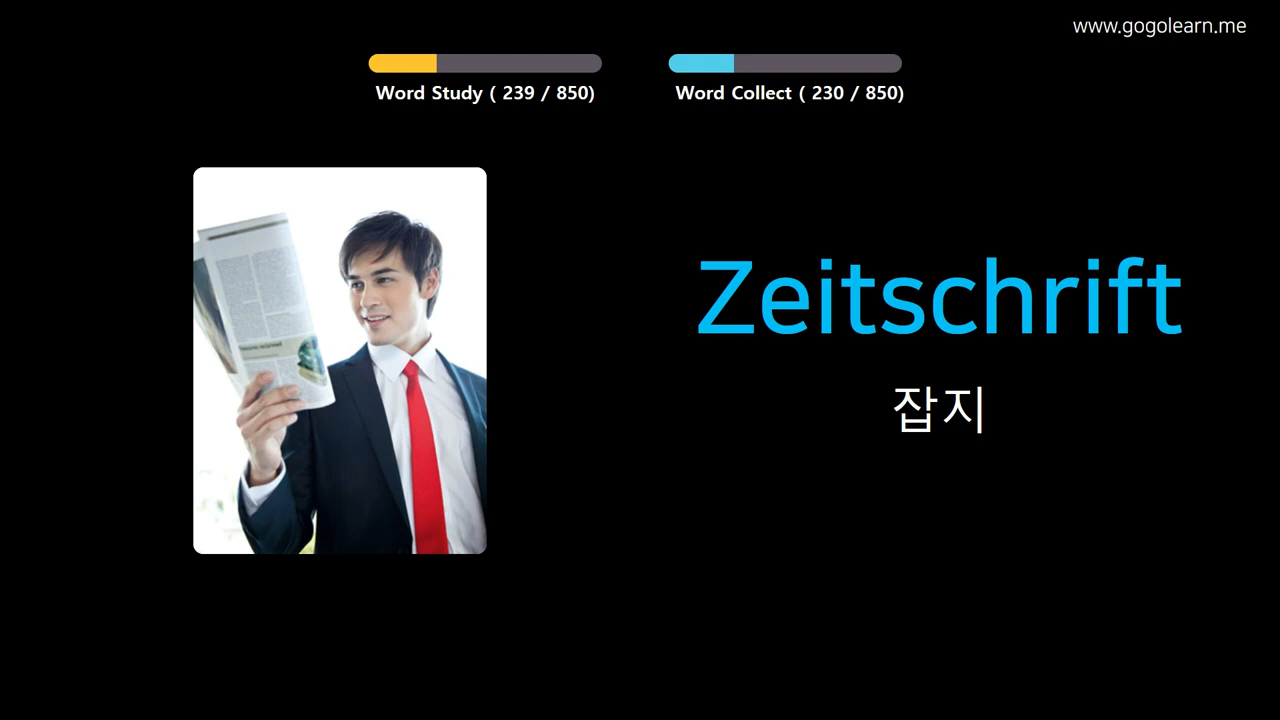 www.gogolearn.me
Word Study ( 239 / 850)
Word Collect ( 230 / 850)
Zeitschrift
잡지